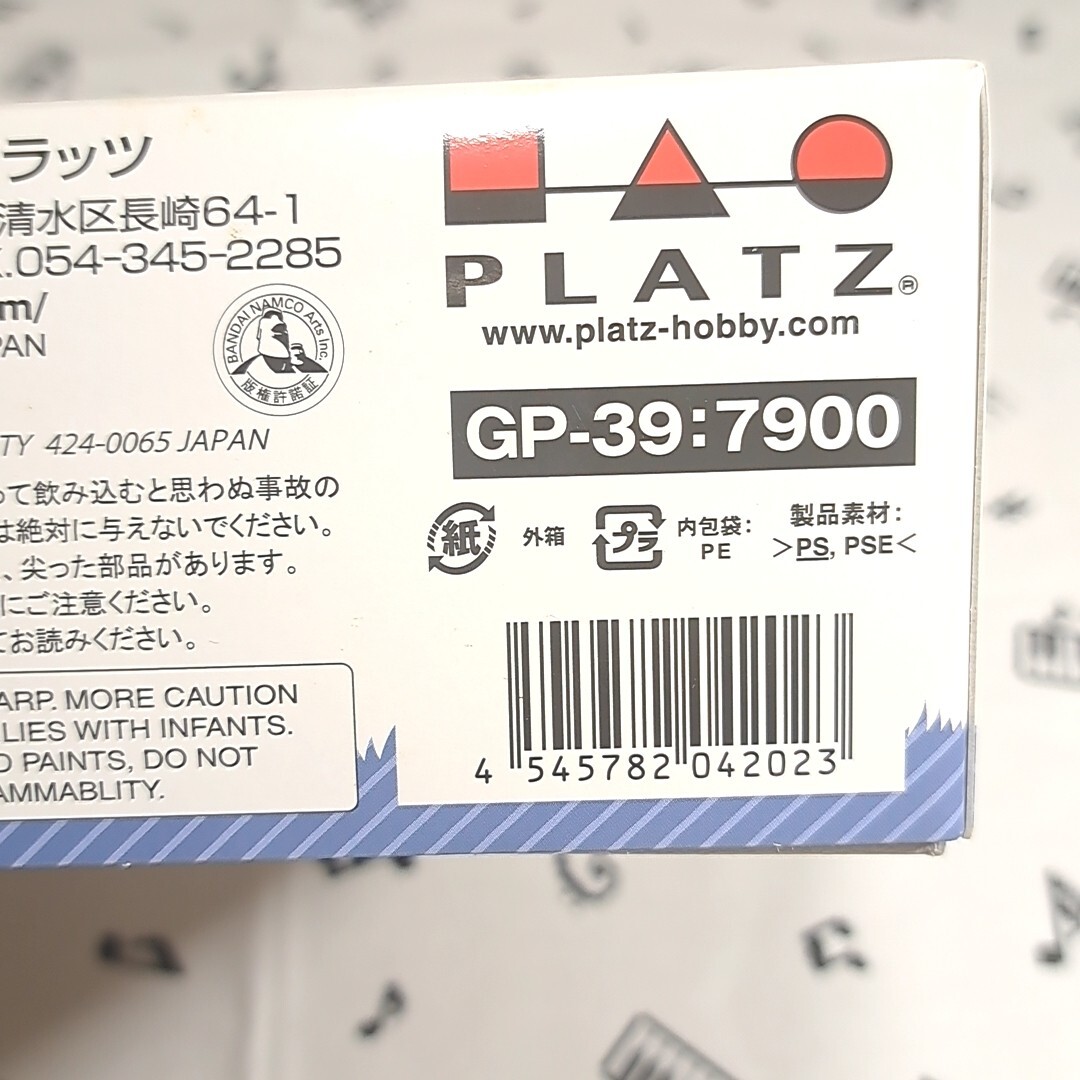 ラッツ
清水区長崎64-1
.054-345-2285
m/
PAN
BANDAI NAMCO Arts Inc.
版権許諾証
TY 424-0065 JAPAN
って飲み込むと思わぬ事故の
は絶対に与えないでください。
、尖った部品があります。
にご注意ください。
てお読みください。
ARP. MORE CAUTION
LIES WITH INFANTS.
D PAINTS, DO NOT
AMMABLITY.
PLATZ®
www.platz-hobby.com
GP-39:7900
紙
外箱
プラ
内包袋:
PE
製品素材:
>PS, PSE<
4 545782 042023